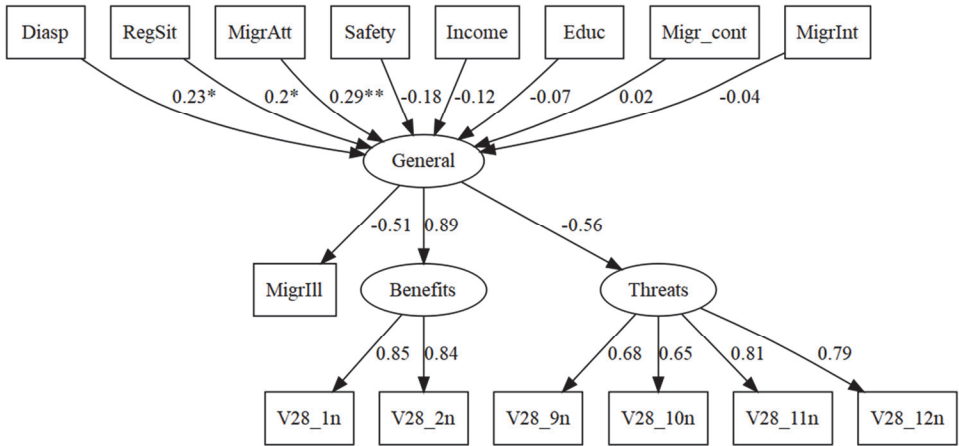 Diasp RegSit MigrAtt Safety Income Educ Migr_cont MigrInt
0.23* 0.2* 0.29** -0.18 -0.12 -0.07 0.02 -0.04
General
-0.51 0.89 -0.56
MigrIll Benefits Threats
0.85 0.84 0.68 0.65 0.81 0.79
V28_1n V28_2n V28_9n V28_10n V28_11n V28_12n